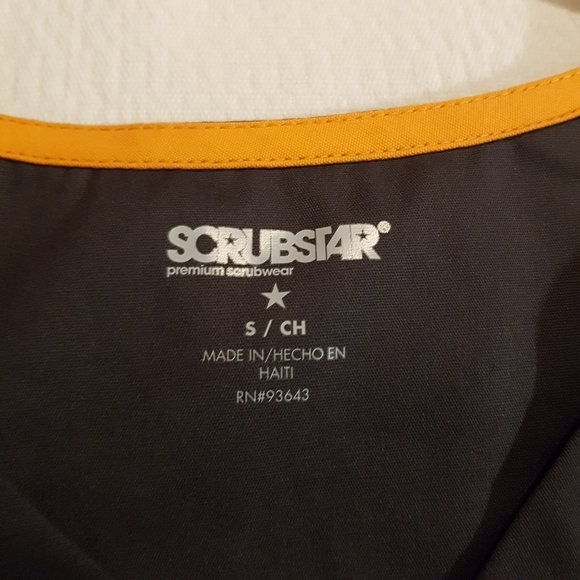 SCRUBSTAR®
premium scrubwear
S / CH
MADE IN/HECHO EN
HAITI
RN#93643